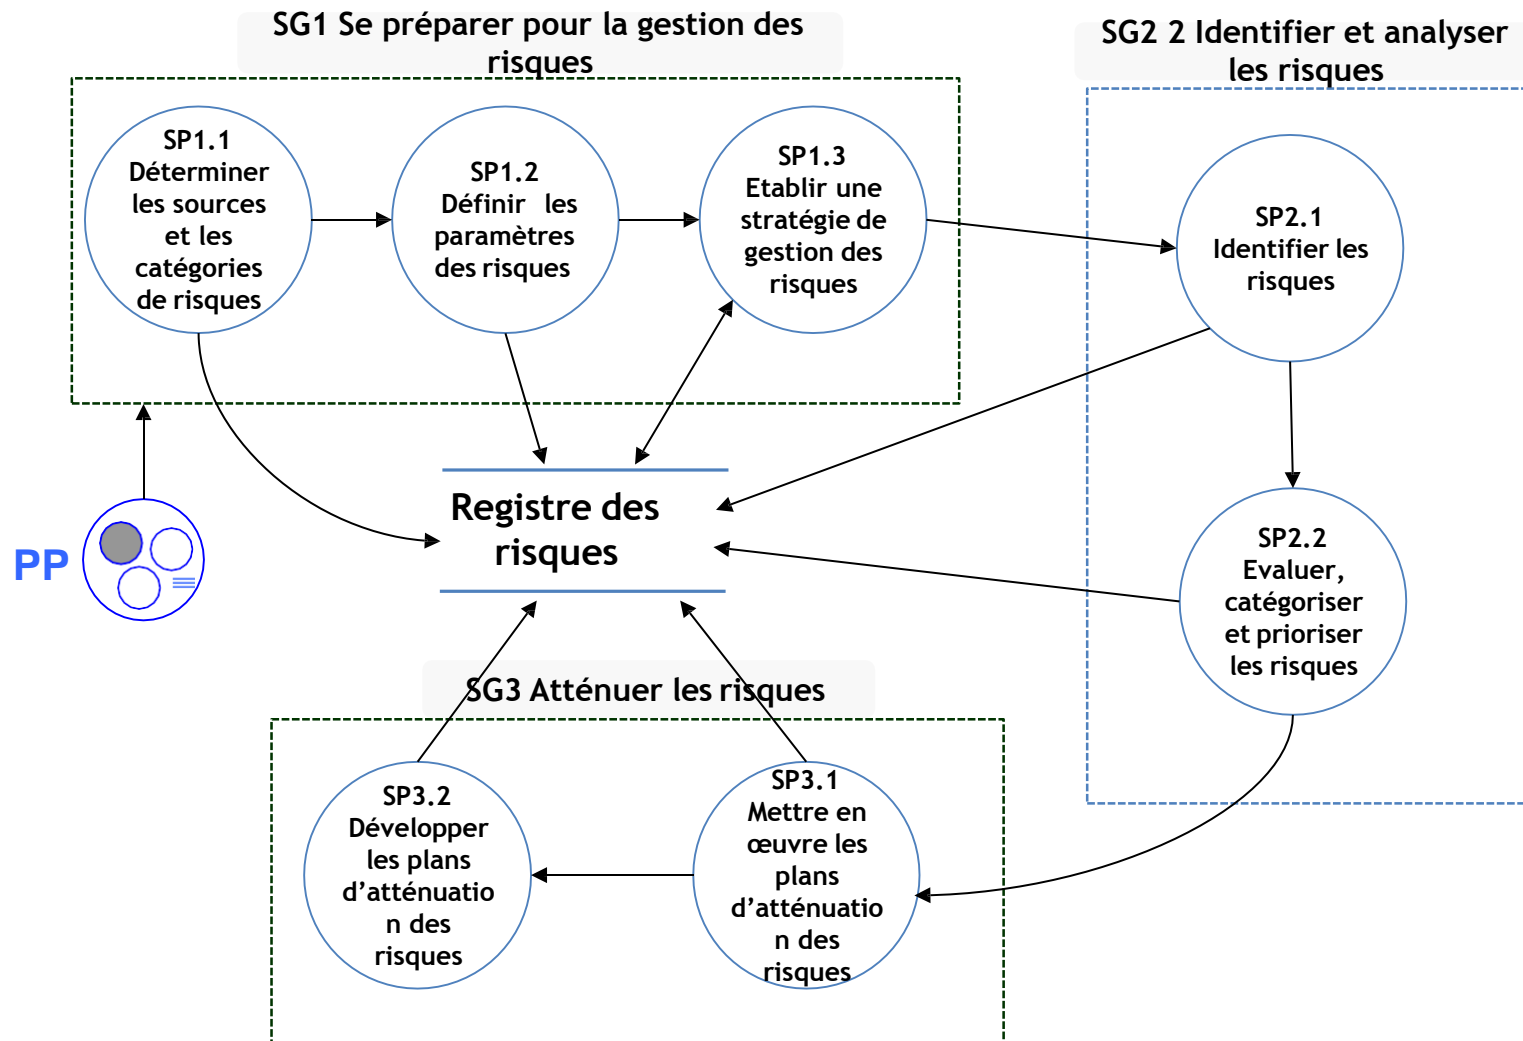 SG1 Se préparer pour la gestion des
risques
SG2 2 Identifier et analyser
les risques
SP1.1
Déterminer
les sources
et les
catégories
de risques
SP1.2
Définir les
paramètres
des risques
SP1.3
Etablir une
stratégie de
gestion des
risques
SP2.1
Identifier les
risques
Registre des
risques
PP
SP2.2
Evaluer,
catégoriser
et prioriser
les risques
SG3 Atténuer les risques
SP3.2
Développer
les plans
d’atténuatio
n des
risques
SP3.1
Mettre en
œuvre les
plans
d’atténuatio
n des
risques